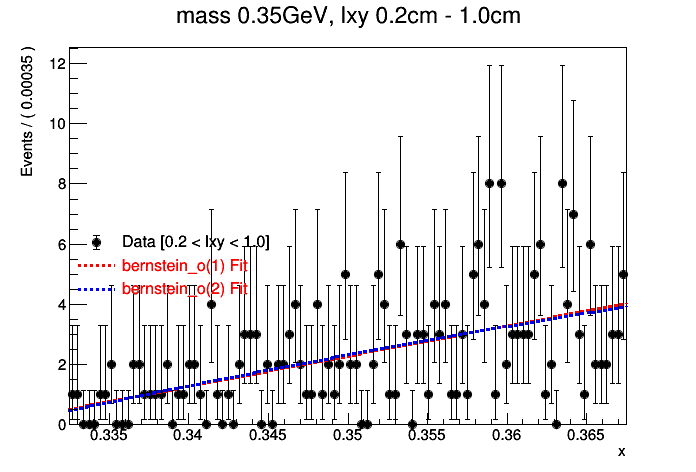 mass 0.35GeV, lxy 0.2cm - 1.0cm
Events / ( 0.00035 )
12
10
8
6
4
2
0
Data [0.2 < lxy < 1.0]
bernstein_o(1) Fit
bernstein_o(2) Fit
0.335 0.34 0.345 0.35 0.355 0.36 0.365
x